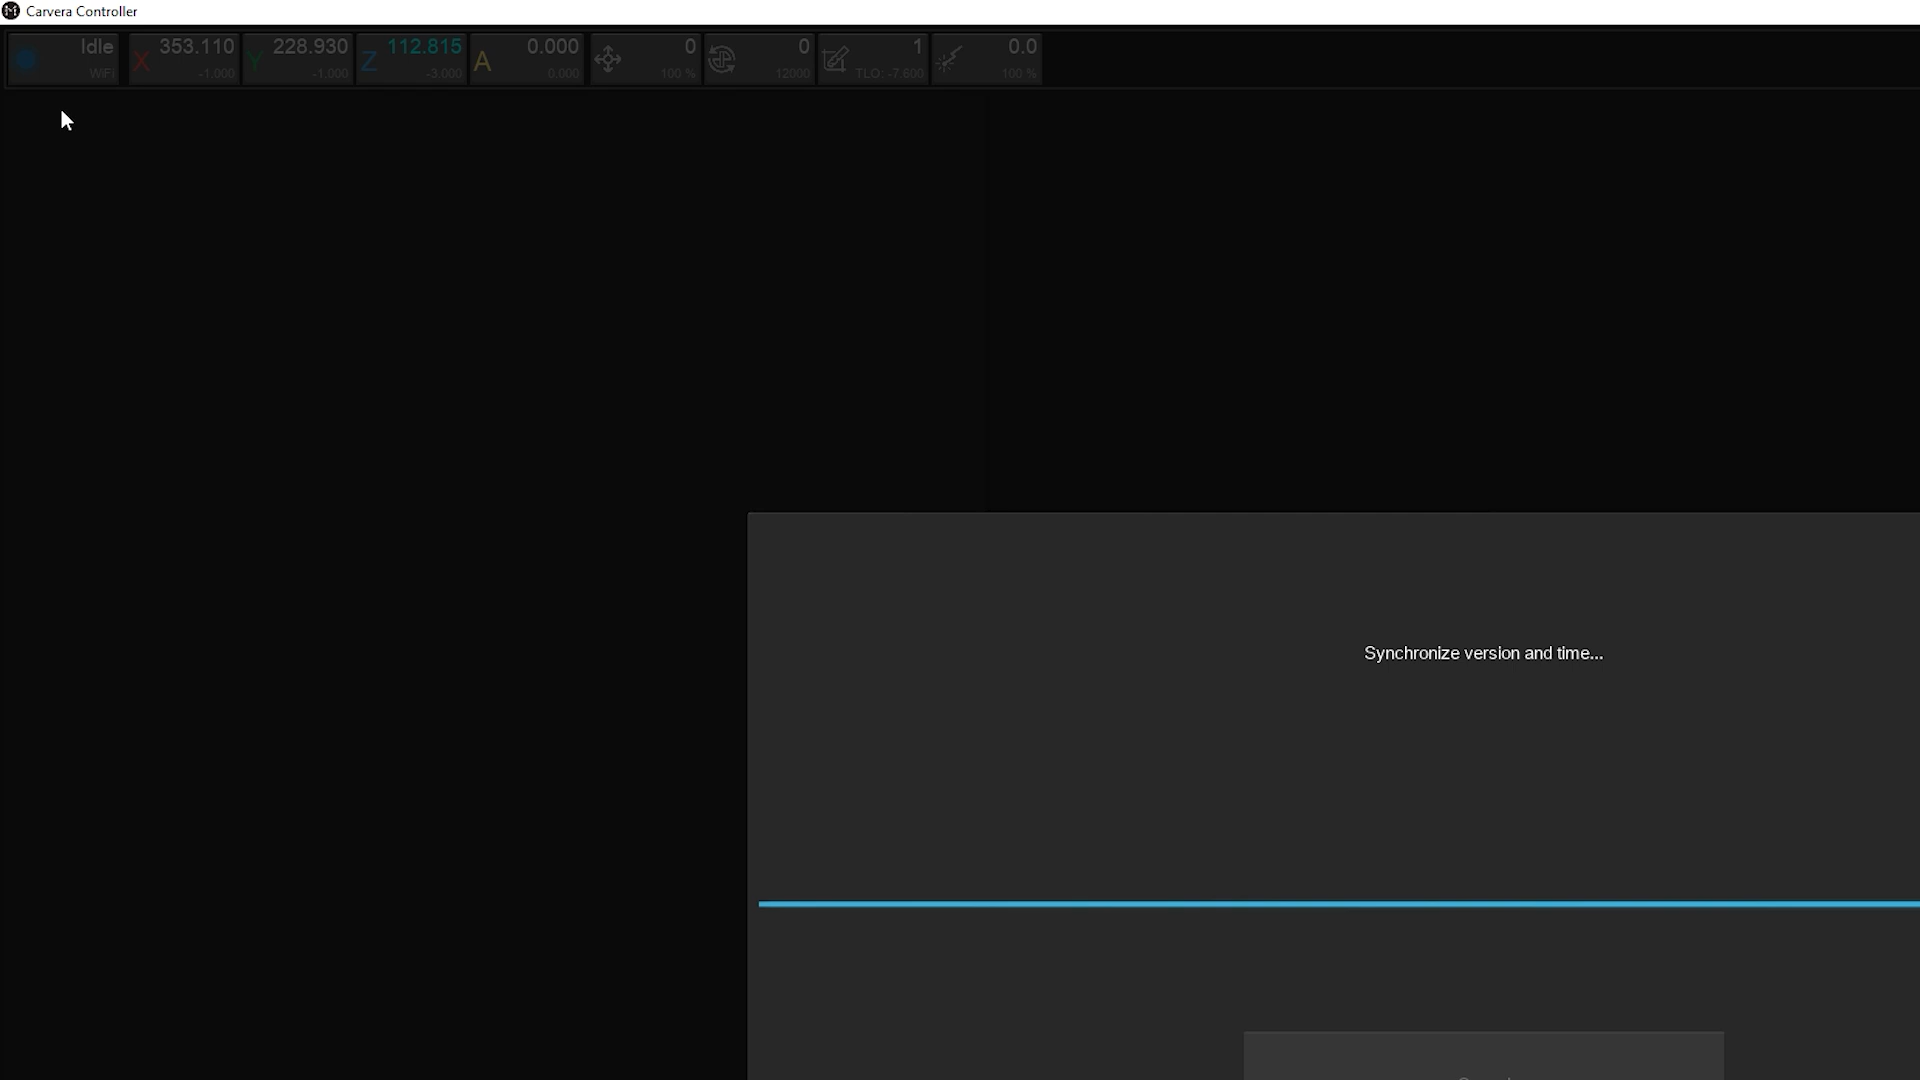 Carvera Controller
Idle 353.110 228.930 112.815 0.000 0 0 1 0.0
X Y Z A
WiFi -1.000 -1.000 -3.000 0.000 100 % 12000 TLO: -7.600 100 %
Synchronize version and time...